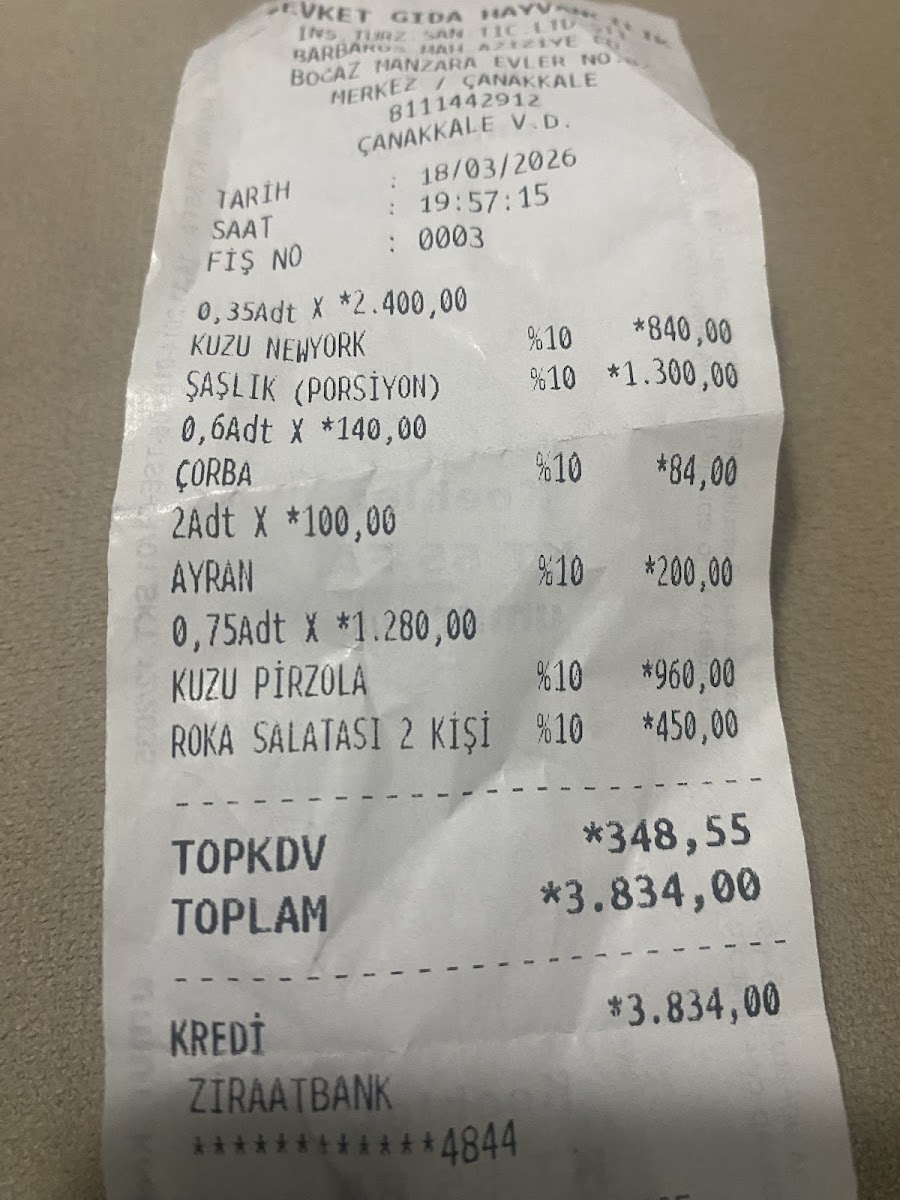 ŞEVKET GIDA
İNŞ TURZ SAN TİC LTD
BARBAROS MAH AZİZİYE
BOĞAZ MANZARA EVLER NO
MERKEZ / ÇANAKKALE
8111442912
ÇANAKKALE V.D.
TARİH : 18/03/2026
SAAT : 19:57:15
FİŞ NO : 0003
0,35Adt X *2.400,00
KUZU NEWYORK %10 *840,00
ŞAŞLIK (PORSİYON) %10 *1.300,00
0,6Adt X *140,00
ÇORBA %10 *84,00
2Adt X *100,00
AYRAN %10 *200,00
0,75Adt X *1.280,00
KUZU PİRZOLA %10 *960,00
ROKA SALATASI 2 KİŞİ %10 *450,00
TOPKDV *348,55
TOPLAM *3.834,00
KREDİ *3.834,00
ZİRAATBANK
************4844